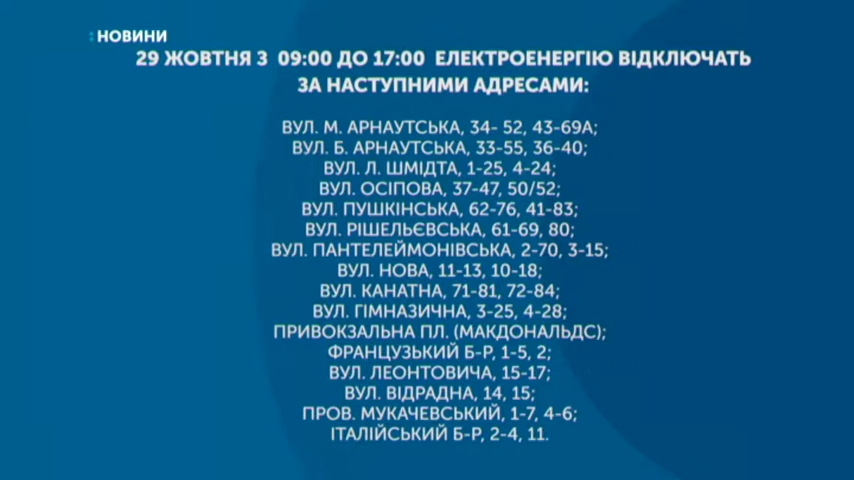 : НОВИНИ
29 ЖОВТНЯ З 09:00 ДО 17:00 ЕЛЕКТРОЕНЕРГІЮ ВІДКЛЮЧАТЬ
ЗА НАСТУПНИМИ АДРЕСАМИ:
ВУЛ. М. АРНАУТСЬКА, 34- 52, 43-69А;
ВУЛ. Б. АРНАУТСЬКА, 33-55, 36-40;
ВУЛ. Л. ШМІДТА, 1-25, 4-24;
ВУЛ. ОСІПОВА, 37-47, 50/52;
ВУЛ. ПУШКІНСЬКА, 62-76, 41-83;
ВУЛ. РІШЕЛЬЄВСЬКА, 61-69, 80;
ВУЛ. ПАНТЕЛЕЙМОНІВСЬКА, 2-70, 3-15;
ВУЛ. НОВА, 11-13, 10-18;
ВУЛ. КАНАТНА, 71-81, 72-84;
ВУЛ. ГІМНАЗИЧНА, 3-25, 4-28;
ПРИВОКЗАЛЬНА ПЛ. (МАКДОНАЛЬДС);
ФРАНЦУЗЬКИЙ Б-Р, 1-5, 2;
ВУЛ. ЛЕОНТОВИЧА, 15-17;
ВУЛ. ВІДРАДНА, 14, 15;
ПРОВ. МУКАЧЕВСЬКИЙ, 1-7, 4-6;
ІТАЛІЙСЬКИЙ Б-Р, 2-4, 11.